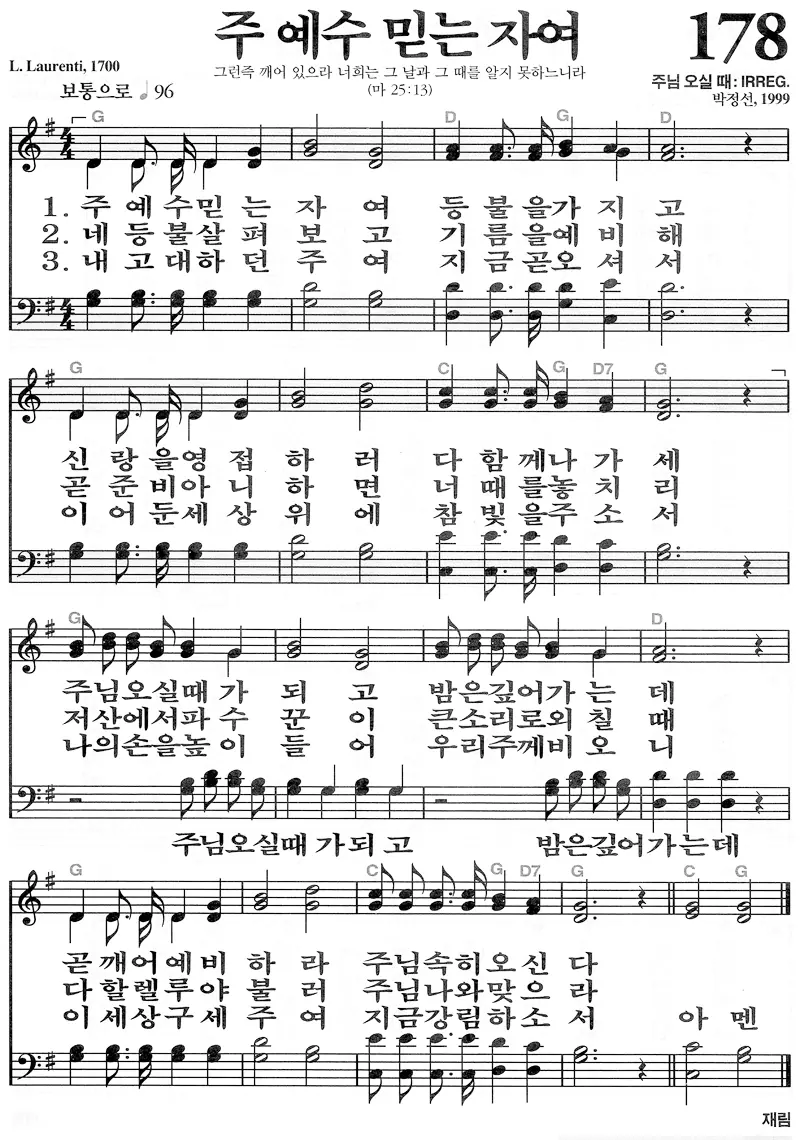 주 예수 믿는 자여
178
L. Laurenti, 1700
그런즉 깨어 있으라 너희는 그 날과 그 때를 알지 못하느니라
(마 25:13)
주님 오실 때: IRREG.
박정선, 1999
보통으로 ♩96
G D G D
1. 주 예 수 믿 는 자 여 등 불 을 가 지 고
2. 네 등 불 살 펴 보 고 기 름 을 예 비 해
3. 내 고 대 하 던 주 여 지 금 곧 오 셔 서
G C G D7 G
신 랑 을 영 접 하 러 다 함 께 나 가 세
곧 준 비 아 니 하 면 너 때 를 놓 치 리
이 어 둔 세 상 위 에 참 빛 을 주 소 서
G D
주님오실때 가 되 고 밤은깊어가 는 데
저산에서파 수 꾼 이 큰소리로외 칠 때
나의손을높 이 들 어 우리주께비 오 니
주님오실때 가되 고 밤은깊어가는데
G C G D7 G C G
곧 깨 어 예 비 하 라 주님속히오 신 다
다 할 렐 루 야 불 러 주님나와맞 으 라
이 세 상 구 세 주 여 지금강림하 소 서 아 멘
재림